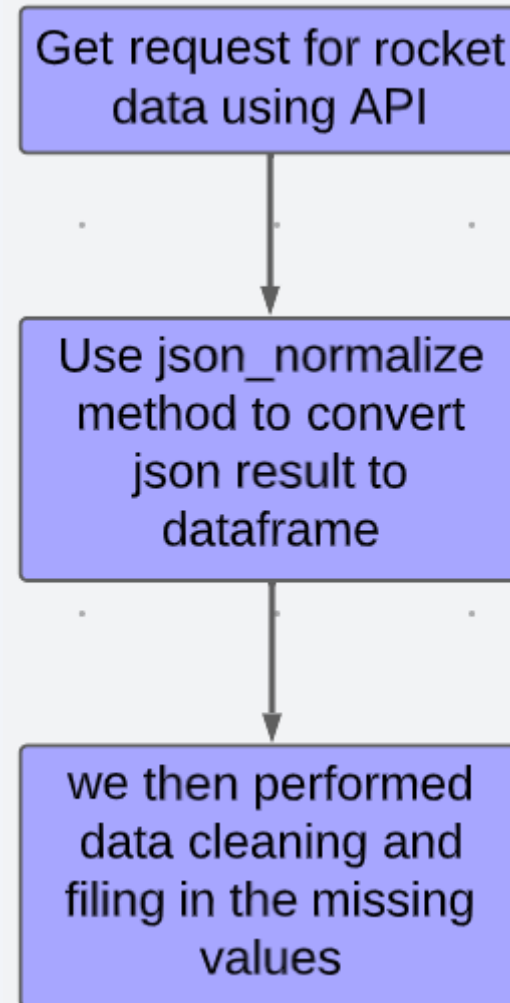 Get request for rocket
data using API
Use json_normalize
method to convert
json result to
dataframe
we then performed
data cleaning and
filing in the missing
values